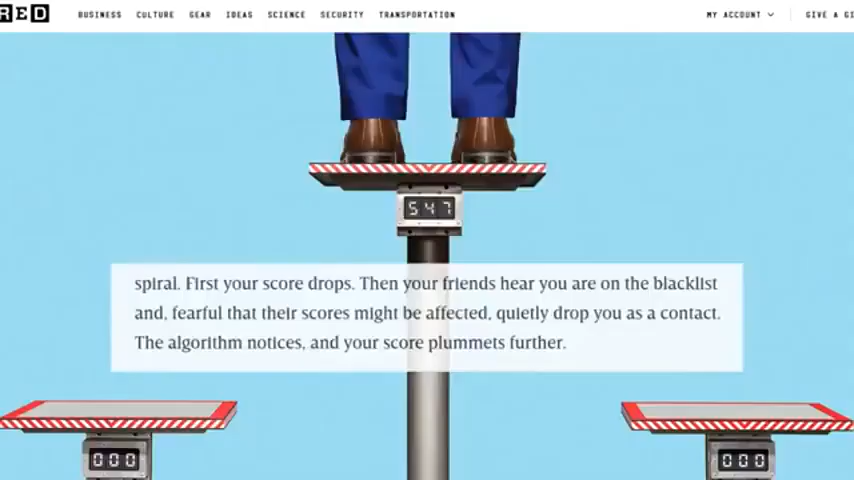 RED
BUSINESS CULTURE GEAR IDEAS SCIENCE SECURITY TRANSPORTATION
MY ACCOUNT
GIVE A GI
547
spiral. First your score drops. Then your friends hear you are on the blacklist
and, fearful that their scores might be affected, quietly drop you as a contact.
The algorithm notices, and your score plummets further.
000
000